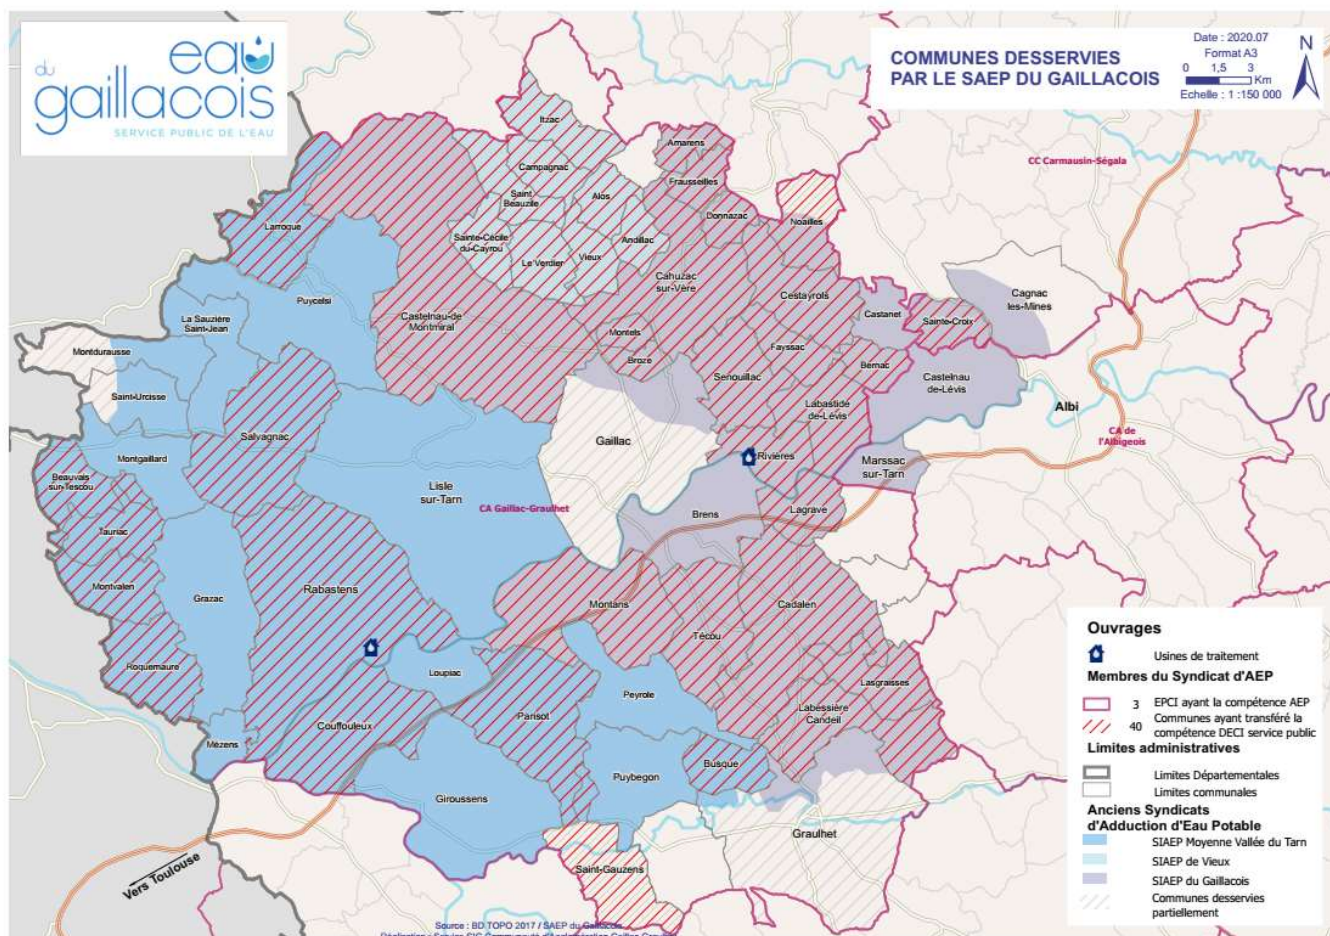 du
eau
gaillacois
SERVICE PUBLIC DE L'EAU
COMMUNES DESSERVIES
PAR LE SAEP DU GAILLACOIS
Date : 2020.07
Format A3
0 1,5 3
Km
Echelle : 1 :150 000
N
Itzac
Amarens
CC Carmausin-Ségala
Campagnac
Frausseilles
Saint
Beauzile
Alos
Donnazac
Noailles
Larroque
Sainte-Cécile
du-Cayrou
Andillac
Le Verdier
Vieux
Cahuzac
sur-Vère
Cestayrols
Cagnac
les-Mines
Puycelsi
La Sauzière
Saint-Jean
Castelnau-de
Montmiral
Castanet
Sainte-Croix
Montels
Fayssac
Montdurausse
Broze
Bernac
Senouillac
Castelnau
de-Lévis
Saint-Urcisse
Labastide
de-Lévis
Albi
Salvagnac
Gaillac
CA de
l'Albigeois
Montgaillard
Rivières
Marssac
sur-Tarn
Beauvais
sur-Tescou
Lisle
sur-Tarn
CA Gaillac-Graulhet
Brens
Lagrave
Tauriac
Montvalen
Rabastens
Grazac
Montans
Cadalen
Técou
Roquemaure
Loupiac
Peyrole
Lasgraisses
Parisot
Labessière
Candeil
Couffouleux
Mézens
Busque
Puybegon
Giroussens
Graulhet
Saint-Gauzens
Vers Toulouse
Ouvrages
Usines de traitement
Membres du Syndicat d'AEP
3 EPCI ayant la compétence AEP
40 Communes ayant transféré la
compétence DECI service public
Limites administratives
Limites Départementales
Limites communales
Anciens Syndicats
d'Adduction d'Eau Potable
SIAEP Moyenne Vallée du Tarn
SIAEP de Vieux
SIAEP du Gaillacois
Communes desservies
partiellement
Source : BD TOPO 2017 / SAEP du Gaillacois